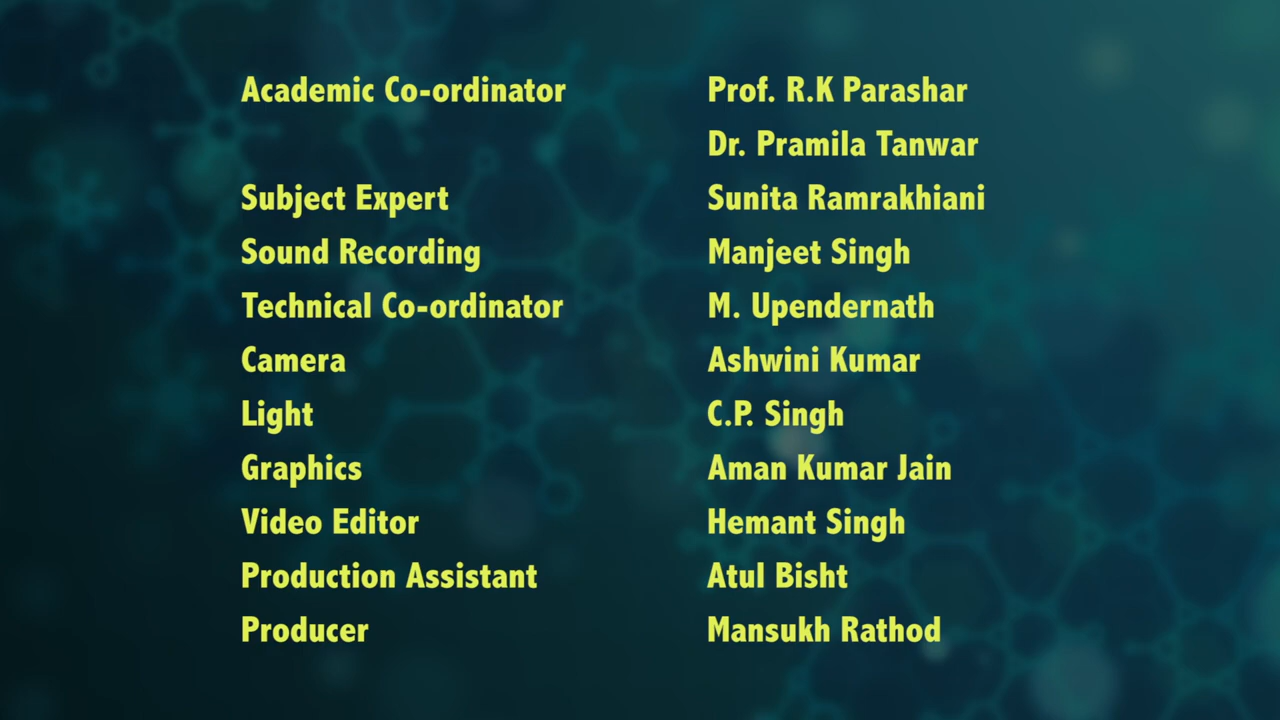 Academic Co-ordinator Prof. R.K Parashar
Dr. Pramila Tanwar
Subject Expert Sunita Ramrakhiani
Sound Recording Manjeet Singh
Technical Co-ordinator M. Upendernath
Camera Ashwini Kumar
Light C.P. Singh
Graphics Aman Kumar Jain
Video Editor Hemant Singh
Production Assistant Atul Bisht
Producer Mansukh Rathod